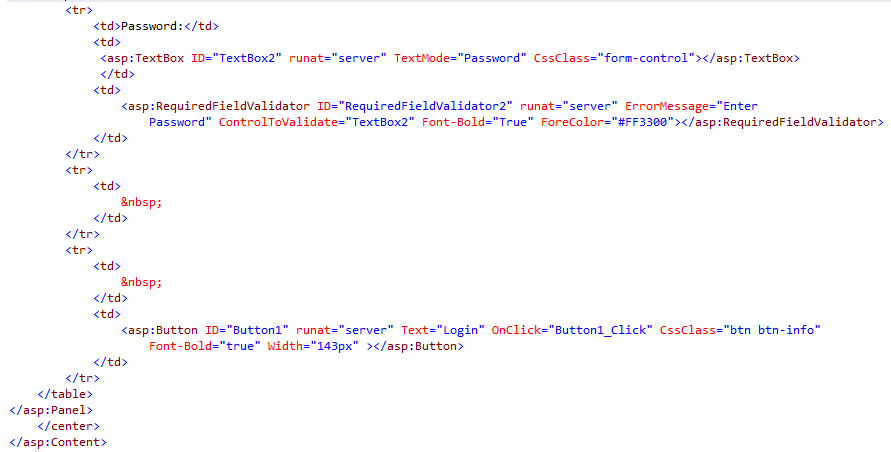 <tr>
<td>Password:</td>
<td>
<asp:TextBox ID="TextBox2" runat="server" TextMode="Password" CssClass="form-control"></asp:TextBox>
</td>
<td>
<asp:RequiredFieldValidator ID="RequiredFieldValidator2" runat="server" ErrorMessage="Enter
Password" ControlToValidate="TextBox2" Font-Bold="True" ForeColor="#FF3300"></asp:RequiredFieldValidator>
</td>
</tr>
<tr>
<td>
&nbsp;
</td>
</tr>
<tr>
<td>
&nbsp;
</td>
<td>
<asp:Button ID="Button1" runat="server" Text="Login" OnClick="Button1_Click" CssClass="btn btn-info"
Font-Bold="true" Width="143px" ></asp:Button>
</td>
</tr>
</table>
</asp:Panel>
</center>
</asp:Content>